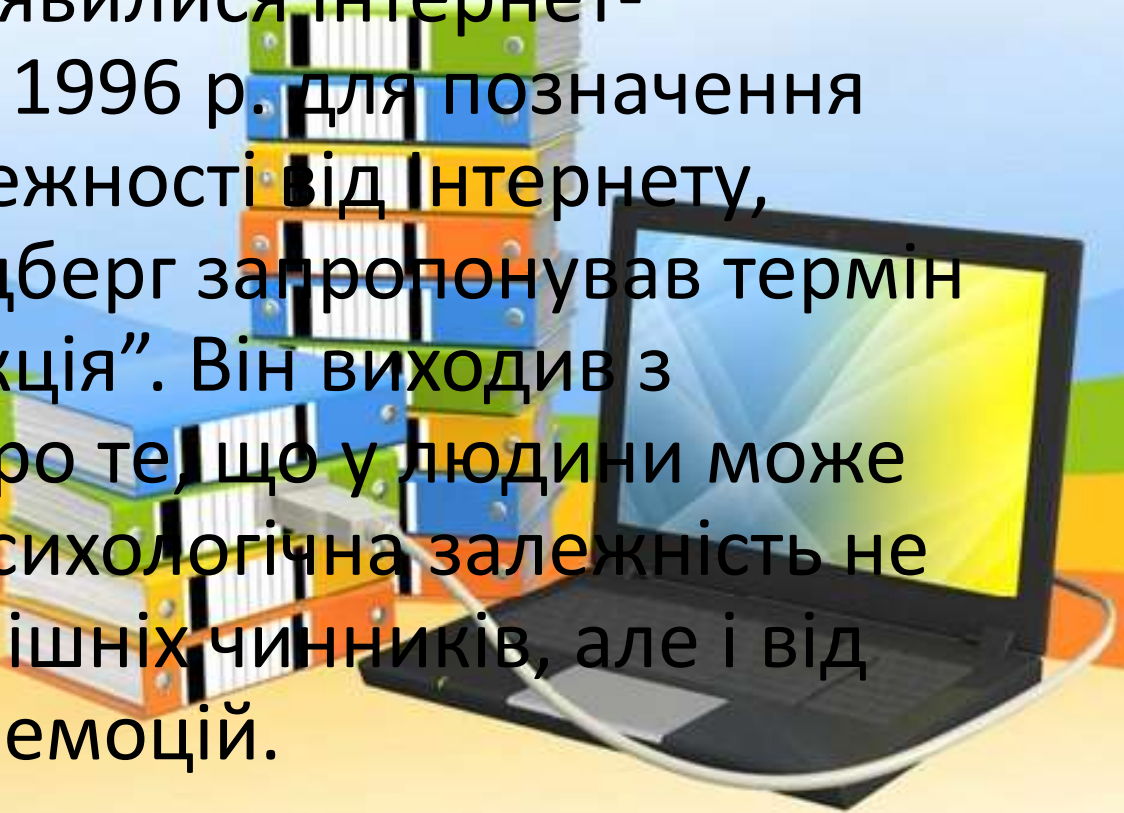 явилися інтернет-
1996 р. для позначення
ежності від Інтернету,
дберг запропонував термін
кція”. Він виходив з
ро те, що у людини може
сихологічна залежність не
ішніх чинників, але і від
емоцій.